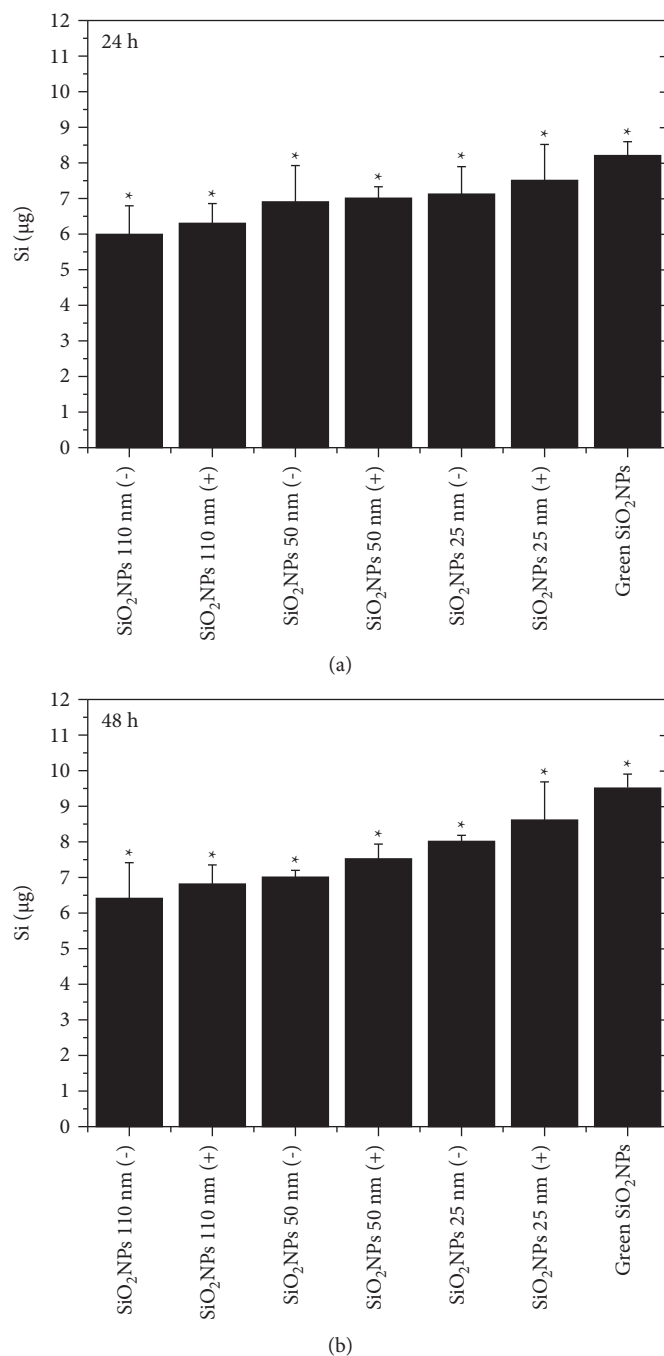 12
11
10
9
8
7
6
5
4
3
2
1
0
Si (μg)
24 h
*
*
*
*
*
*
*
SiO₂NPs 110 nm (-)
SiO₂NPs 110 nm (+)
SiO₂NPs 50 nm (-)
SiO₂NPs 50 nm (+)
SiO₂NPs 25 nm (-)
SiO₂NPs 25 nm (+)
Green SiO₂NPs
(a)
12
11
10
9
8
7
6
5
4
3
2
1
0
Si (μg)
48 h
*
*
*
*
*
*
*
SiO₂NPs 110 nm (-)
SiO₂NPs 110 nm (+)
SiO₂NPs 50 nm (-)
SiO₂NPs 50 nm (+)
SiO₂NPs 25 nm (-)
SiO₂NPs 25 nm (+)
Green SiO₂NPs
(b)